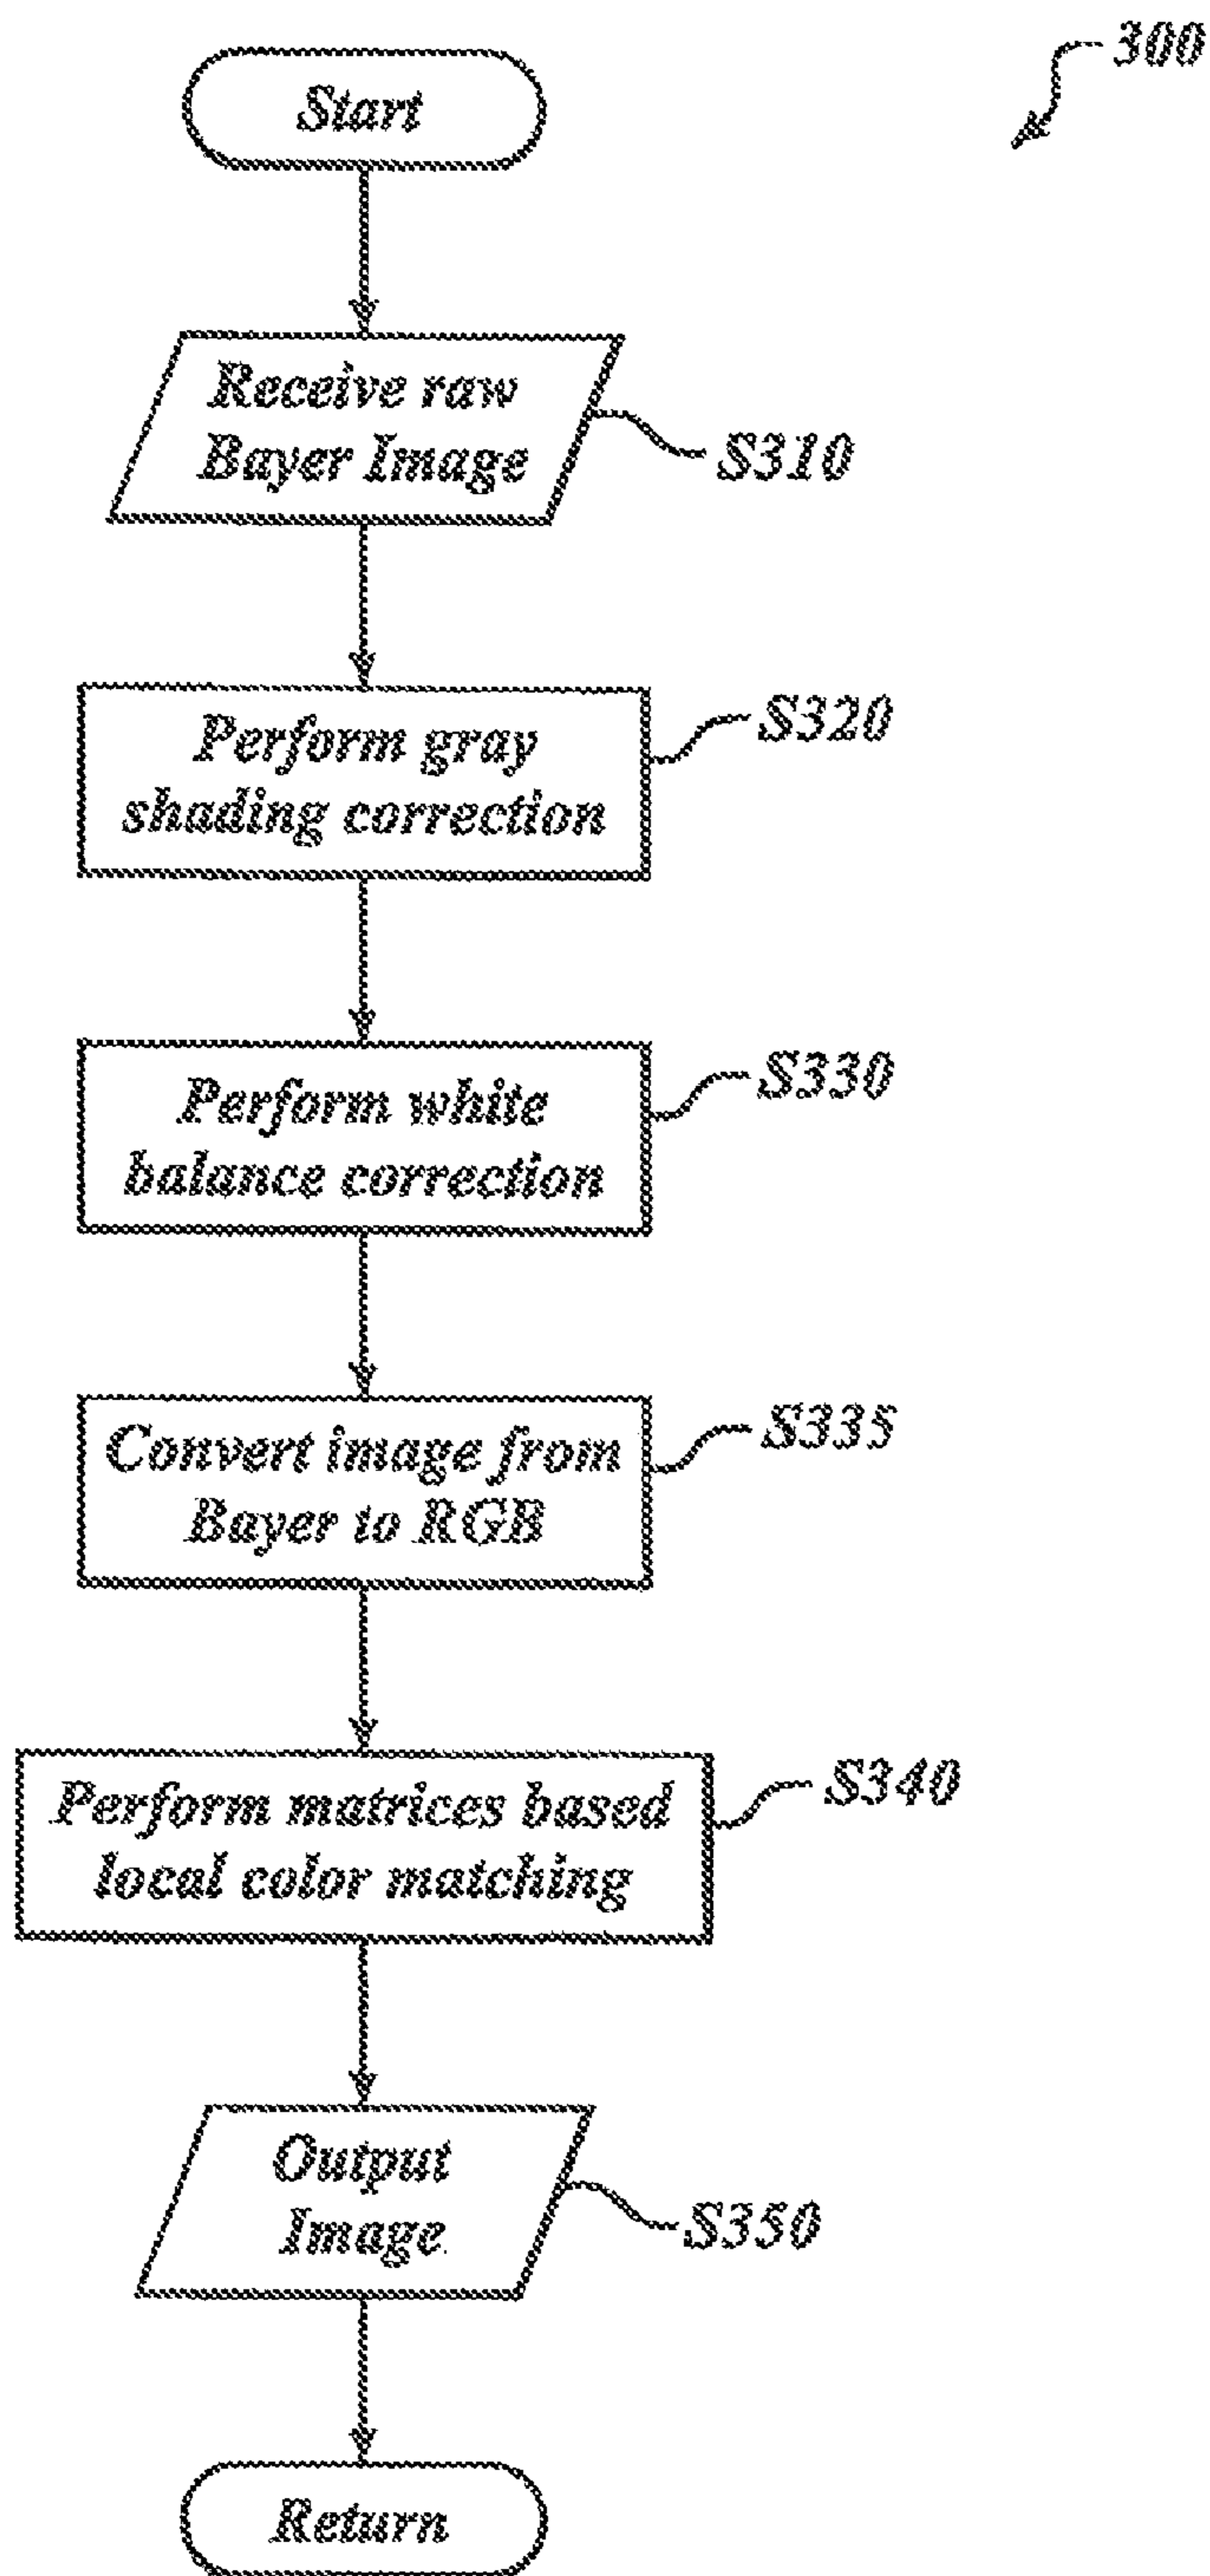 300
Start
Receive raw
Bayer Image
S310
Perform gray
shading correction
S320
Perform white
balance correction
S330
Convert image from
Bayer to RGB
S335
Perform matrices based
local color matching
S340
Output
Image
S350
Return